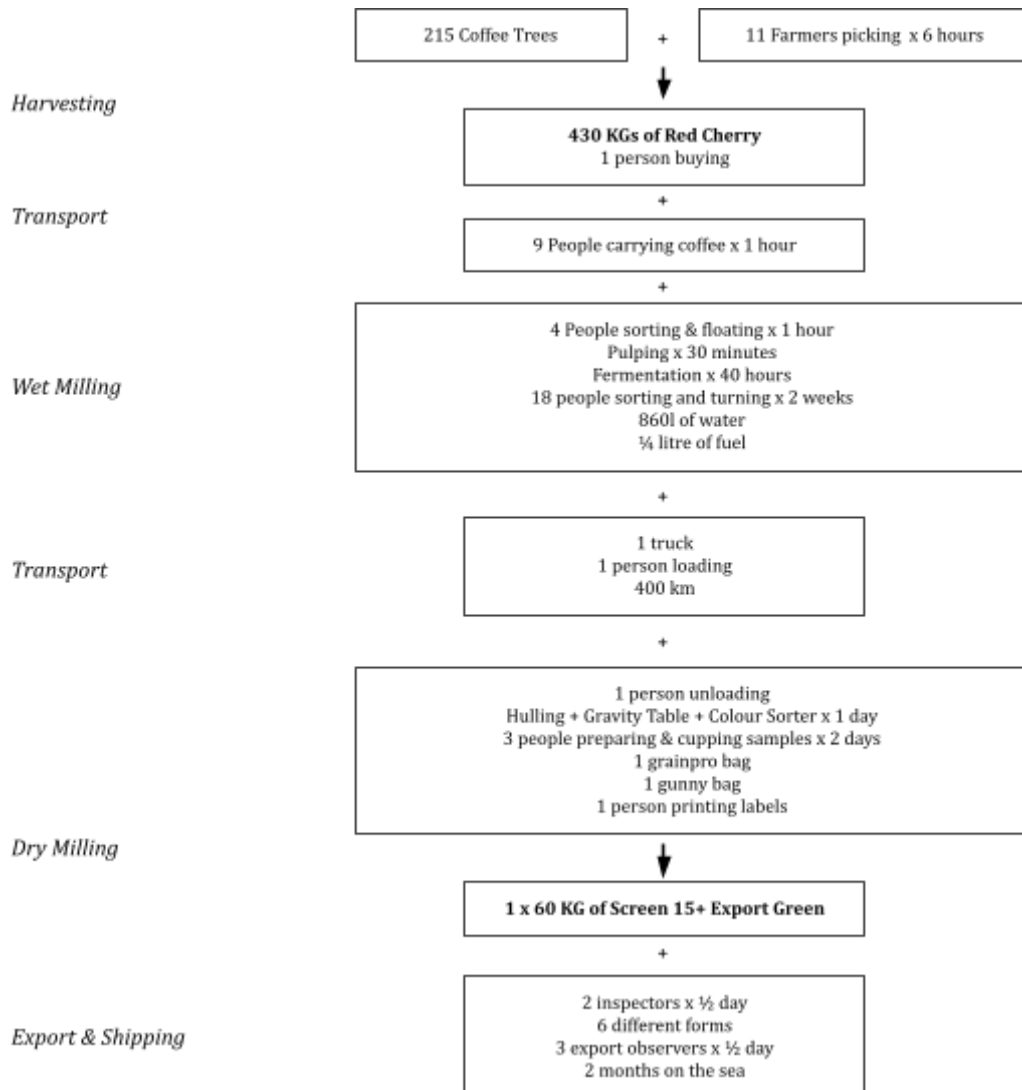 215 Coffee Trees
+
11 Farmers picking x 6 hours
Harvesting
430 KGs of Red Cherry
1 person buying
Transport
+
9 People carrying coffee x 1 hour
+
4 People sorting & floating x 1 hour
Pulping x 30 minutes
Fermentation x 40 hours
Wet Milling
18 people sorting and turning x 2 weeks
860l of water
¼ litre of fuel
+
1 truck
1 person loading
400 km
Transport
+
1 person unloading
Hulling + Gravity Table + Colour Sorter x 1 day
3 people preparing & cupping samples x 2 days
1 grainpro bag
1 gunny bag
1 person printing labels
Dry Milling
1 x 60 KG of Screen 15+ Export Green
+
2 inspectors x ½ day
6 different forms
Export & Shipping
3 export observers x ½ day
2 months on the sea